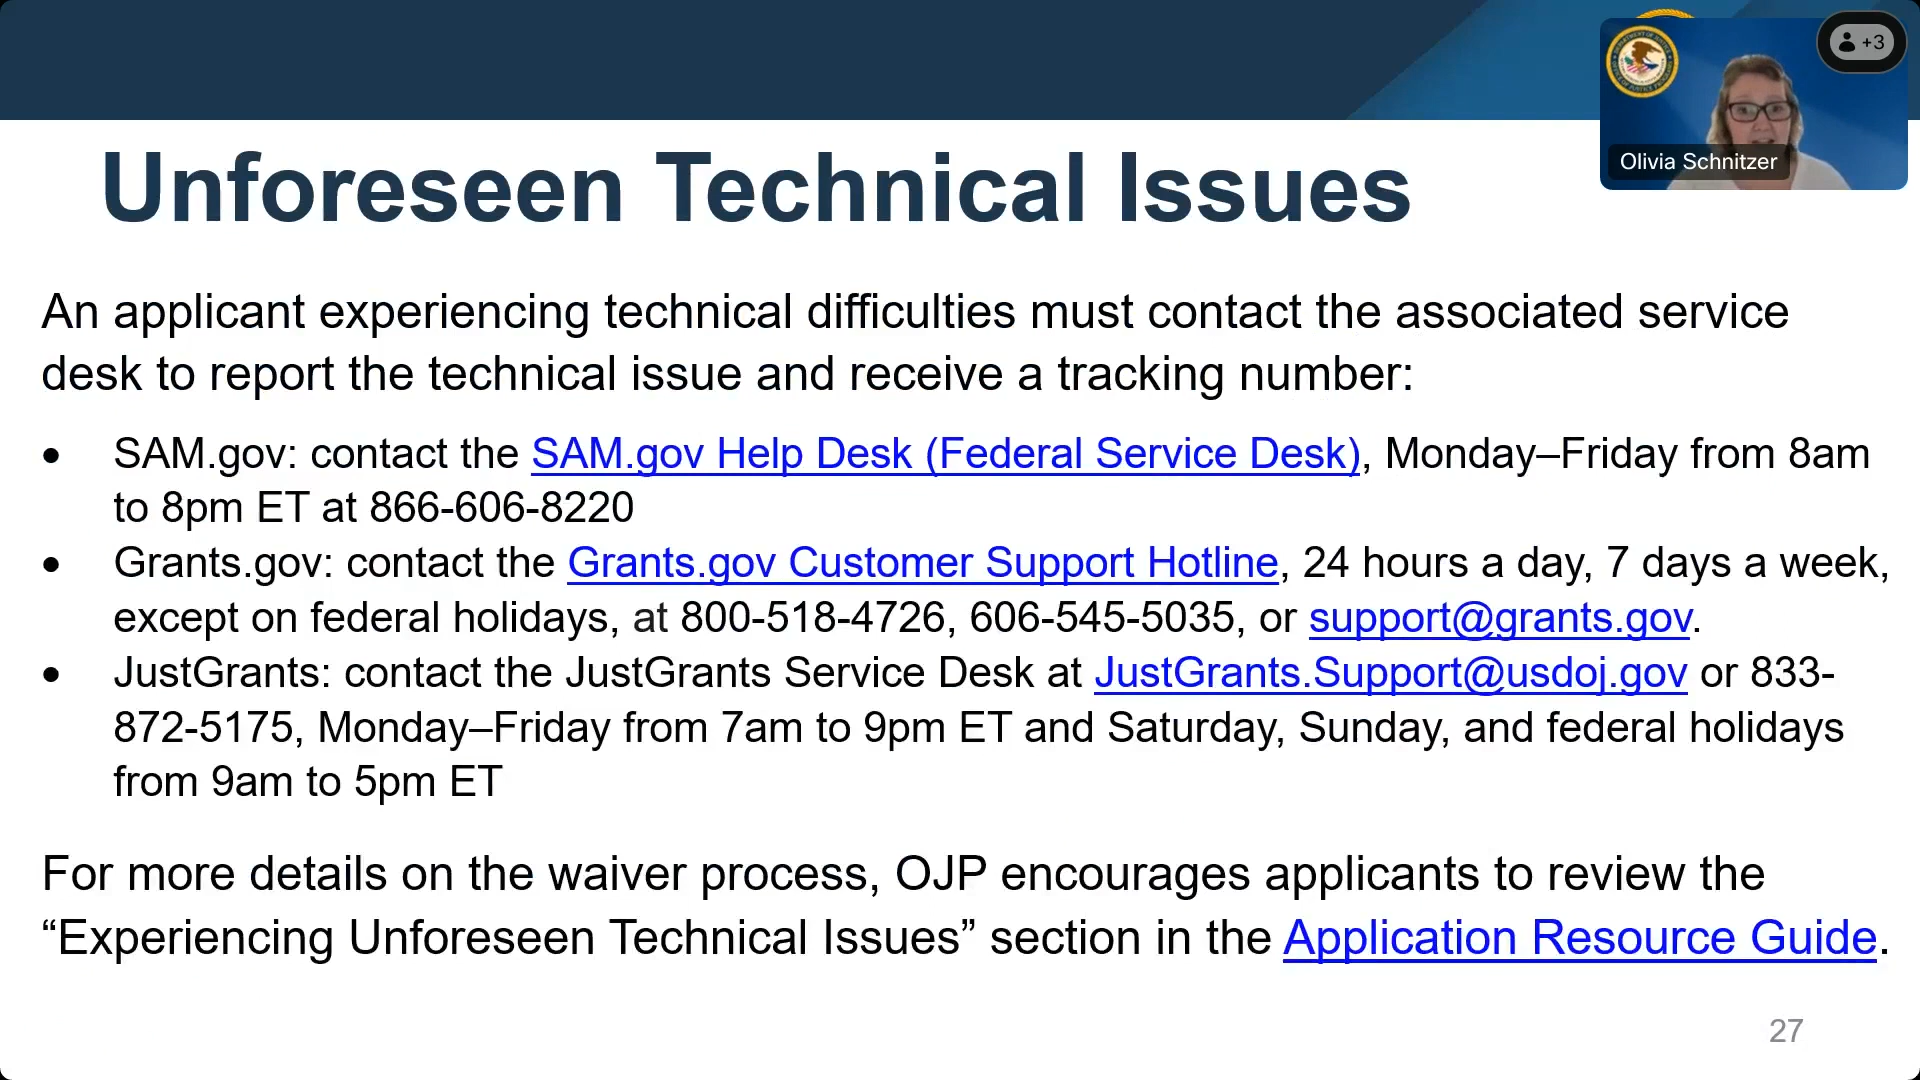 +3
Olivia Schnitzer
Unforeseen Technical Issues
An applicant experiencing technical difficulties must contact the associated service
desk to report the technical issue and receive a tracking number:
• SAM.gov: contact the SAM.gov Help Desk (Federal Service Desk), Monday–Friday from 8am
to 8pm ET at 866-606-8220
• Grants.gov: contact the Grants.gov Customer Support Hotline, 24 hours a day, 7 days a week,
except on federal holidays, at 800-518-4726, 606-545-5035, or support@grants.gov.
• JustGrants: contact the JustGrants Service Desk at JustGrants.Support@usdoj.gov or 833-
872-5175, Monday–Friday from 7am to 9pm ET and Saturday, Sunday, and federal holidays
from 9am to 5pm ET
For more details on the waiver process, OJP encourages applicants to review the
“Experiencing Unforeseen Technical Issues” section in the Application Resource Guide.
27